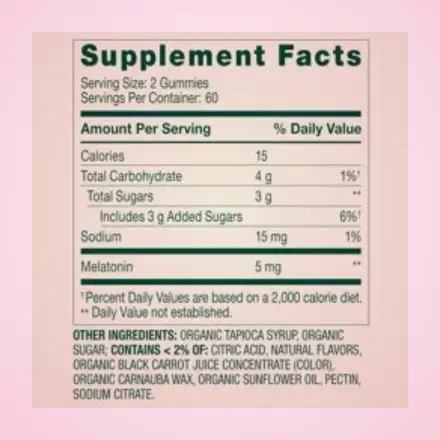 Supplement Facts
Serving Size: 2 Gummies
Servings Per Container: 60
Amount Per Serving % Daily Value
Calories 15
Total Carbohydrate 4 g 1%†
Total Sugars 3 g **
Includes 3 g Added Sugars 6%†
Sodium 15 mg 1%
Melatonin 5 mg **
†Percent Daily Values are based on a 2,000 calorie diet.
** Daily Value not established.
OTHER INGREDIENTS: ORGANIC TAPIOCA SYRUP, ORGANIC
SUGAR; CONTAINS < 2% OF: CITRIC ACID, NATURAL FLAVORS,
ORGANIC BLACK CARROT JUICE CONCENTRATE (COLOR),
ORGANIC CARNAUBA WAX, ORGANIC SUNFLOWER OIL, PECTIN,
SODIUM CITRATE.